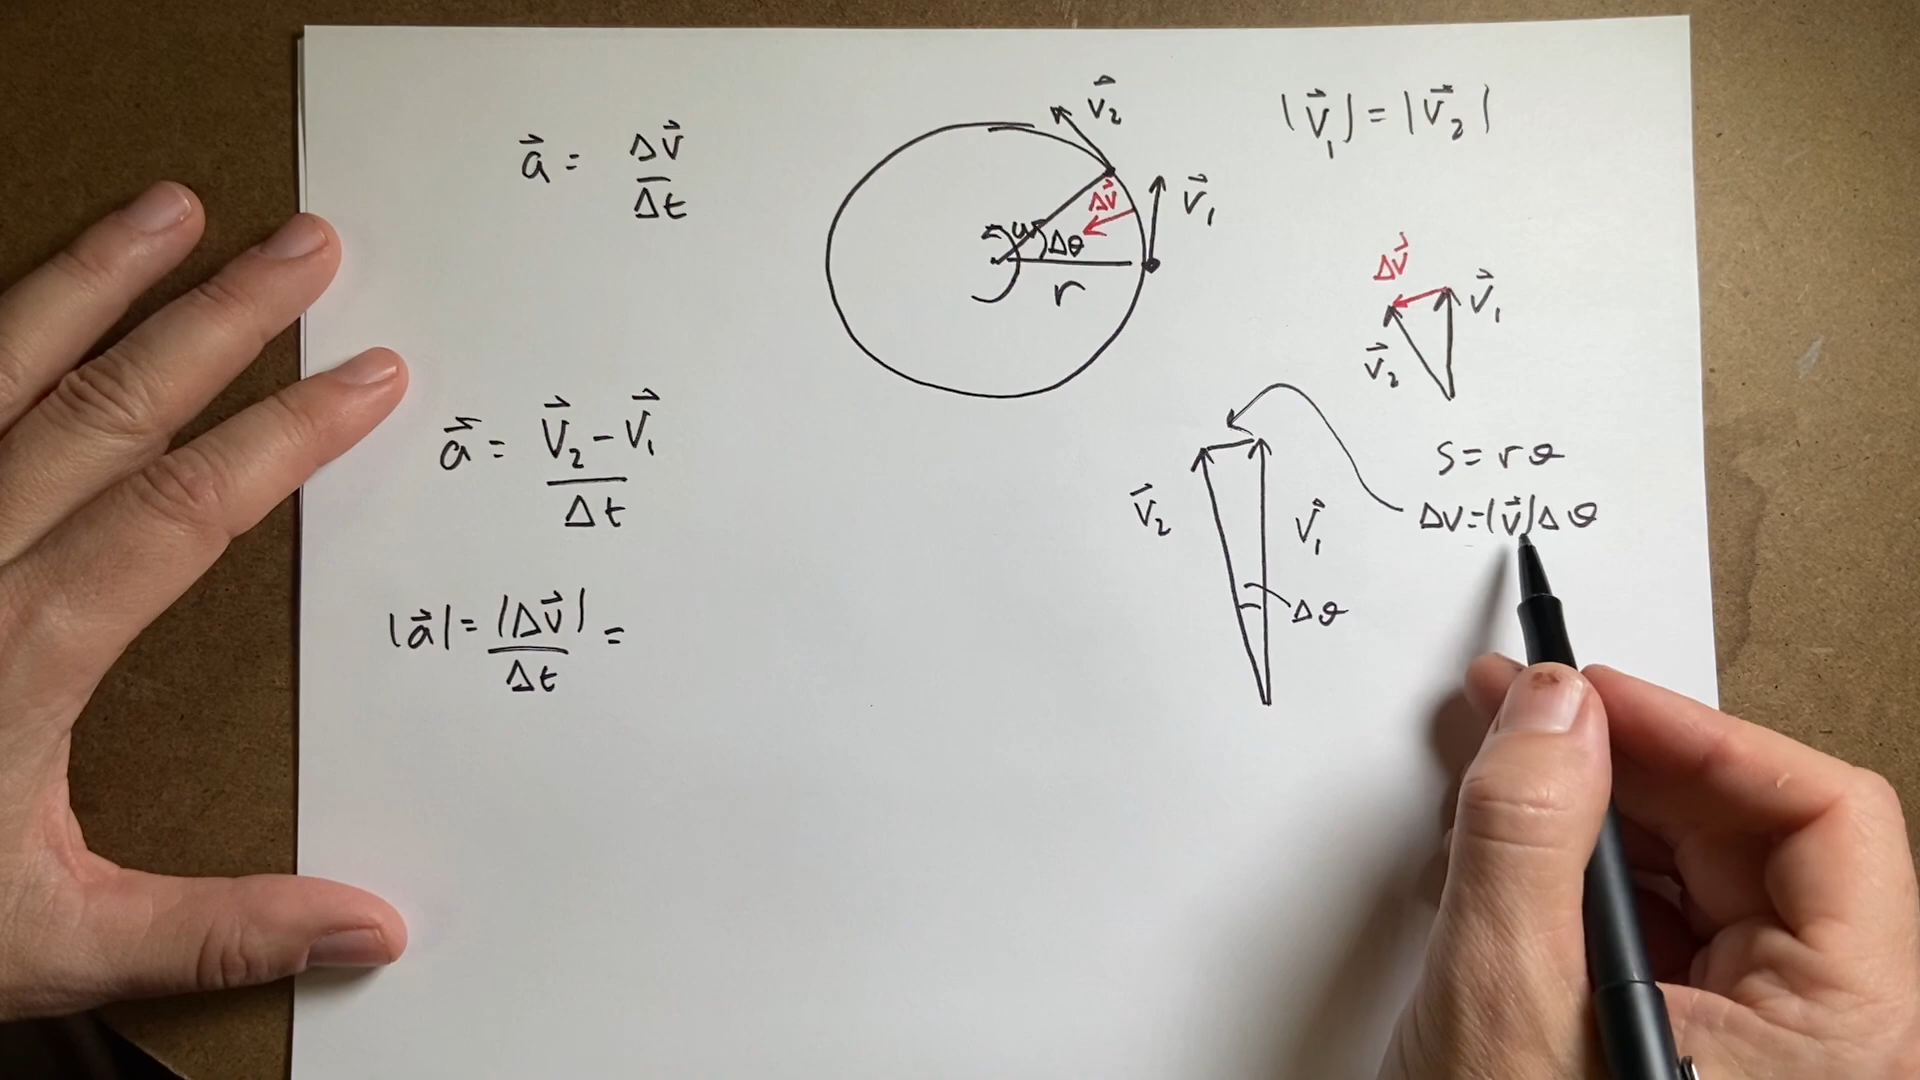 a⃗ = Δv⃗/Δt
v⃗₂
v⃗₁
Δv⃗
ω
Δθ
r
|v⃗₁| = |v⃗₂|
Δv⃗
v⃗₁
v⃗₂
a⃗ = (v⃗₂ − v⃗₁)/Δt
v⃗₂
v⃗₁
Δθ
s = rθ
Δv = |v⃗|Δθ
|a⃗| = |Δv⃗|/Δt =